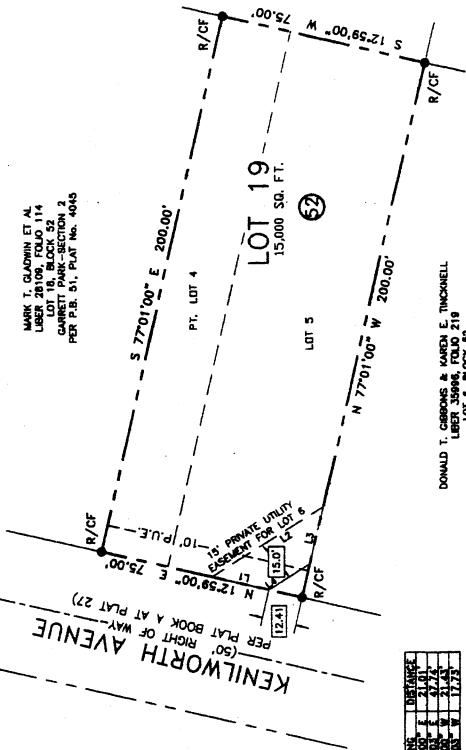 MARK T. GLADWIN ET AL
LIBER 28109, FOLIO 114
LOT 18, BLOCK 52
GARRETT PARK-SECTION 2
PER P.B. 51, PLAT No. 4045
R/CF
75.00'
S 12°59'00" W
R/CF
S 77°01'00" E 200.00'
PT. LOT 4
LOT 19
15,000 SQ. FT.
52
LOT 5
N 77°01'00" W 200.00'
R/CF
10' P.U.E.
75.00'
N 12°59'00" E
15' PRIVATE UTILITY
EASEMENT FOR LOT 6
L1
L2
L3
L4
15.0'
12.41
R/CF
KENILWORTH AVENUE
(50' RIGHT OF WAY
PER PLAT BOOK A AT PLAT 27)
DONALD T. GIBBONS & KAREN E. TINCKNELL
LIBER 35996, FOLIO 219
DISTANCE
E 21.01'
E 47.74'
W 21.43'
W 17.73'